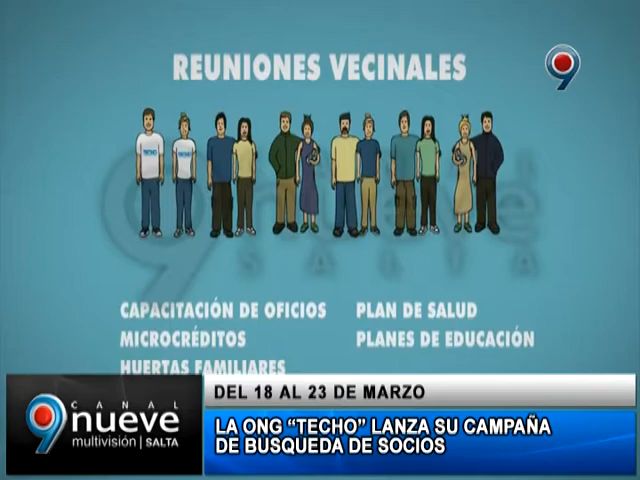 REUNIONES VECINALES
9
TECHO TECHO
nueve
SALTA
CAPACITACIÓN DE OFICIOS PLAN DE SALUD
MICROCRÉDITOS PLANES DE EDUCACIÓN
HUERTAS FAMILIARES
DEL 18 AL 23 DE MARZO
CANAL
9 nueve
multivisión | SALTA
LA ONG “TECHO” LANZA SU CAMPAÑA
DE BUSQUEDA DE SOCIOS